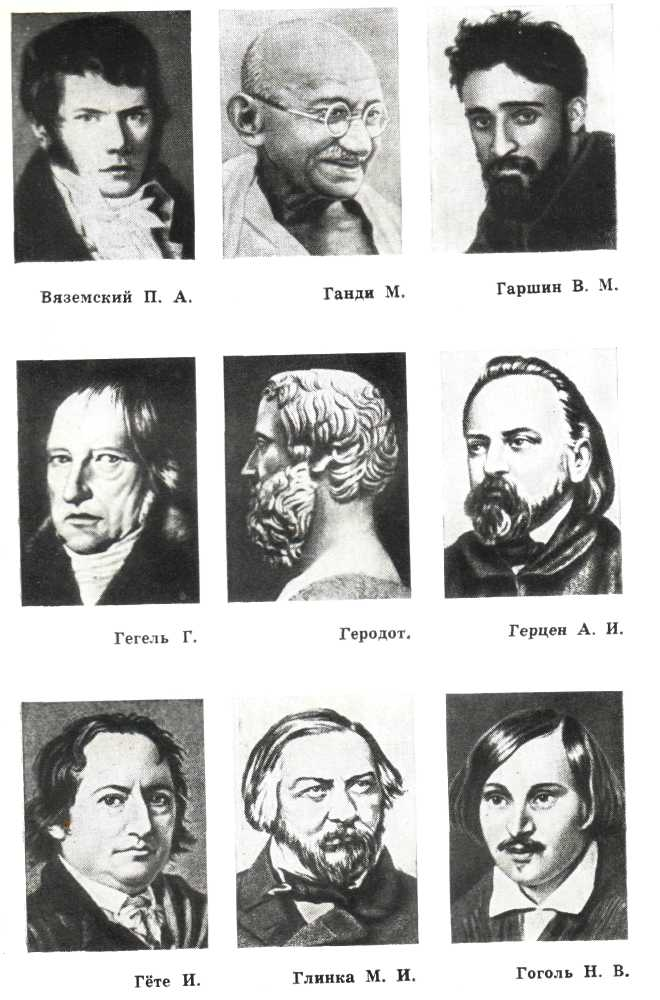 Вяземский П. А.
Ганди М.
Гаршин В. М.
Гегель Г.
Геродот.
Герцен А. И.
Гёте И.
Глинка М. И.
Гоголь Н. В.